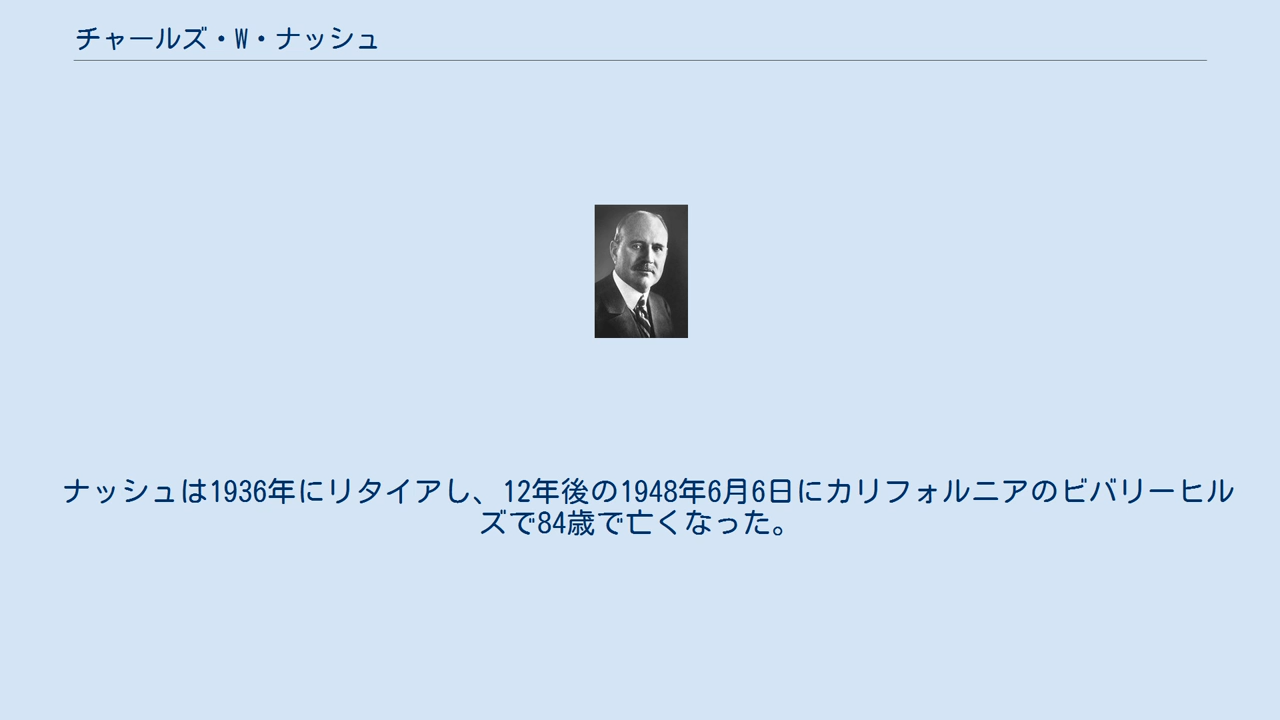 チャールズ・W・ナッシュ
ナッシュは1936年にリタイアし、12年後の1948年6月6日にカリフォルニアのビバリーヒル
ズで84歳で亡くなった。